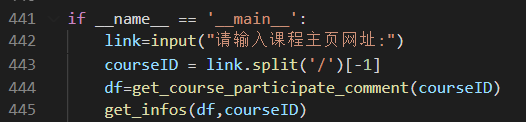 441 if __name__ == '__main__':
442 link=input("请输入课程主页网址:")
443 courseID = link.split('/')[-1]
444 df=get_course_participate_comment(courseID)
445 get_infos(df,courseID)